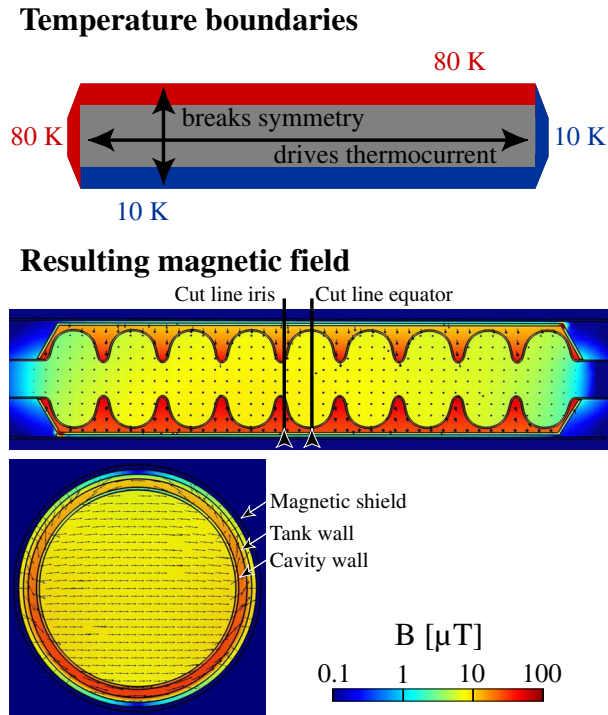 Temperature boundaries
80 K
breaks symmetry
80 K
10 K
drives thermocurrent
10 K
Resulting magnetic field
Cut line iris
Cut line equator
Magnetic shield
Tank wall
Cavity wall
B [µT]
0.1 1 10 100